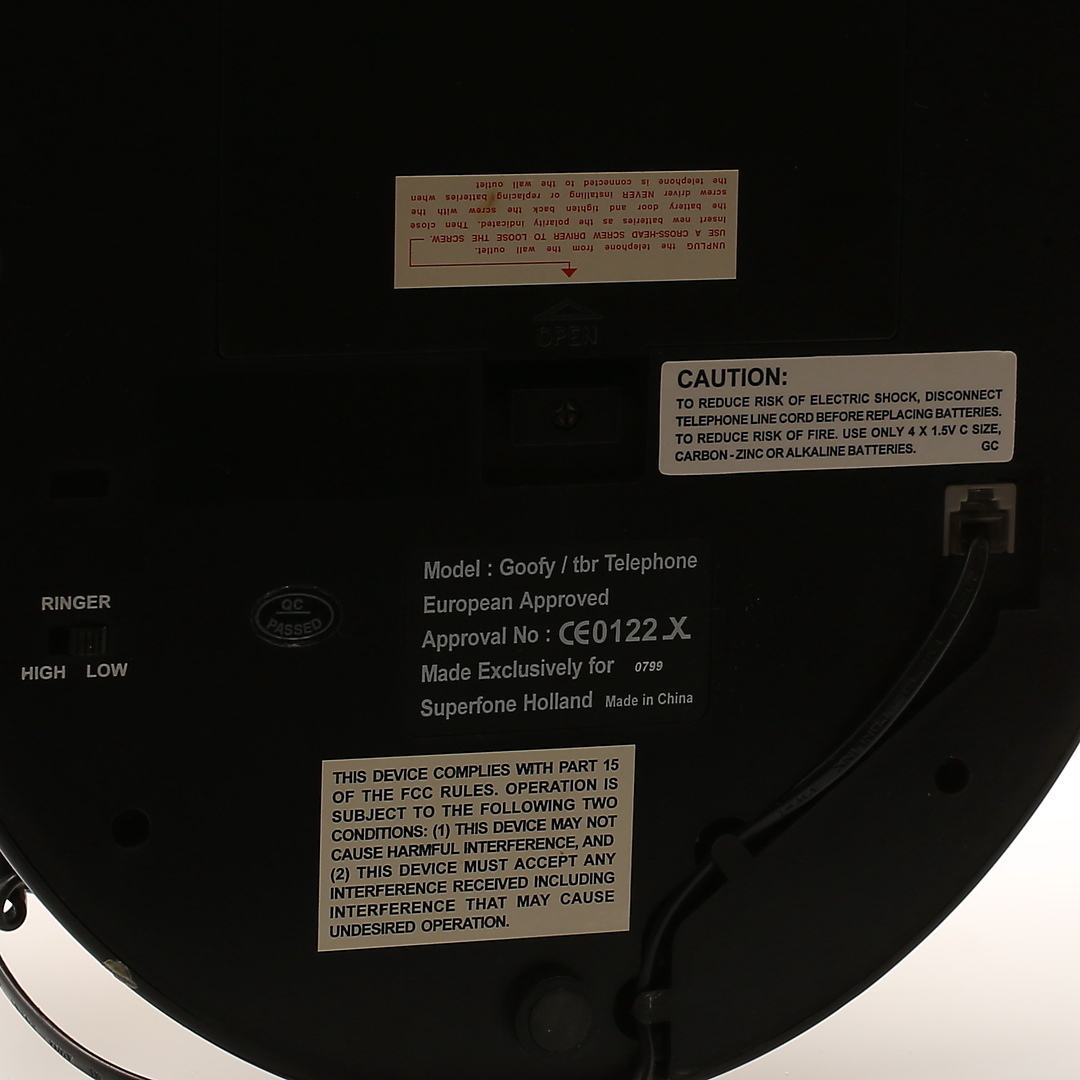 UNPLUG the telephone from the wall outlet.
USE A CROSS-HEAD SCREW DRIVER TO LOOSE THE SCREW.
Insert new batteries as the polarity indicated. Then close
the battery door and tighten back the screw with the
screw driver NEVER installing or replacing batteries when
the telephone is connected to the wall outlet
OPEN
CAUTION:
TO REDUCE RISK OF ELECTRIC SHOCK, DISCONNECT
TELEPHONE LINE CORD BEFORE REPLACING BATTERIES.
TO REDUCE RISK OF FIRE. USE ONLY 4 X 1.5V C SIZE,
CARBON - ZINC OR ALKALINE BATTERIES. GC
RINGER
HIGH LOW
QC
PASSED
Model : Goofy / tbr Telephone
European Approved
Approval No : CE0122 X
Made Exclusively for 0799
Superfone Holland Made in China
THIS DEVICE COMPLIES WITH PART 15
OF THE FCC RULES. OPERATION IS
SUBJECT TO THE FOLLOWING TWO
CONDITIONS: (1) THIS DEVICE MAY NOT
CAUSE HARMFUL INTERFERENCE, AND
(2) THIS DEVICE MUST ACCEPT ANY
INTERFERENCE RECEIVED INCLUDING
INTERFERENCE THAT MAY CAUSE
UNDESIRED OPERATION.